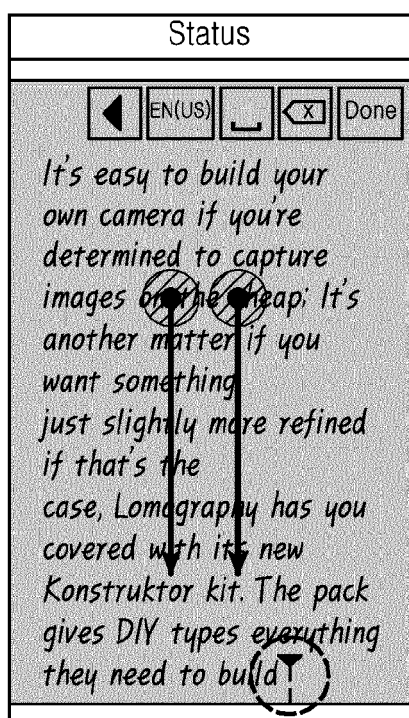 Status
EN(US) X Done
It's easy to build your
own camera if you're
determined to capture
images on the cheap; It's
another matter if you
want something
just slightly more refined
if that's the
case, Lomography has you
covered with its new
Konstruktor kit. The pack
gives DIY types everything
they need to build